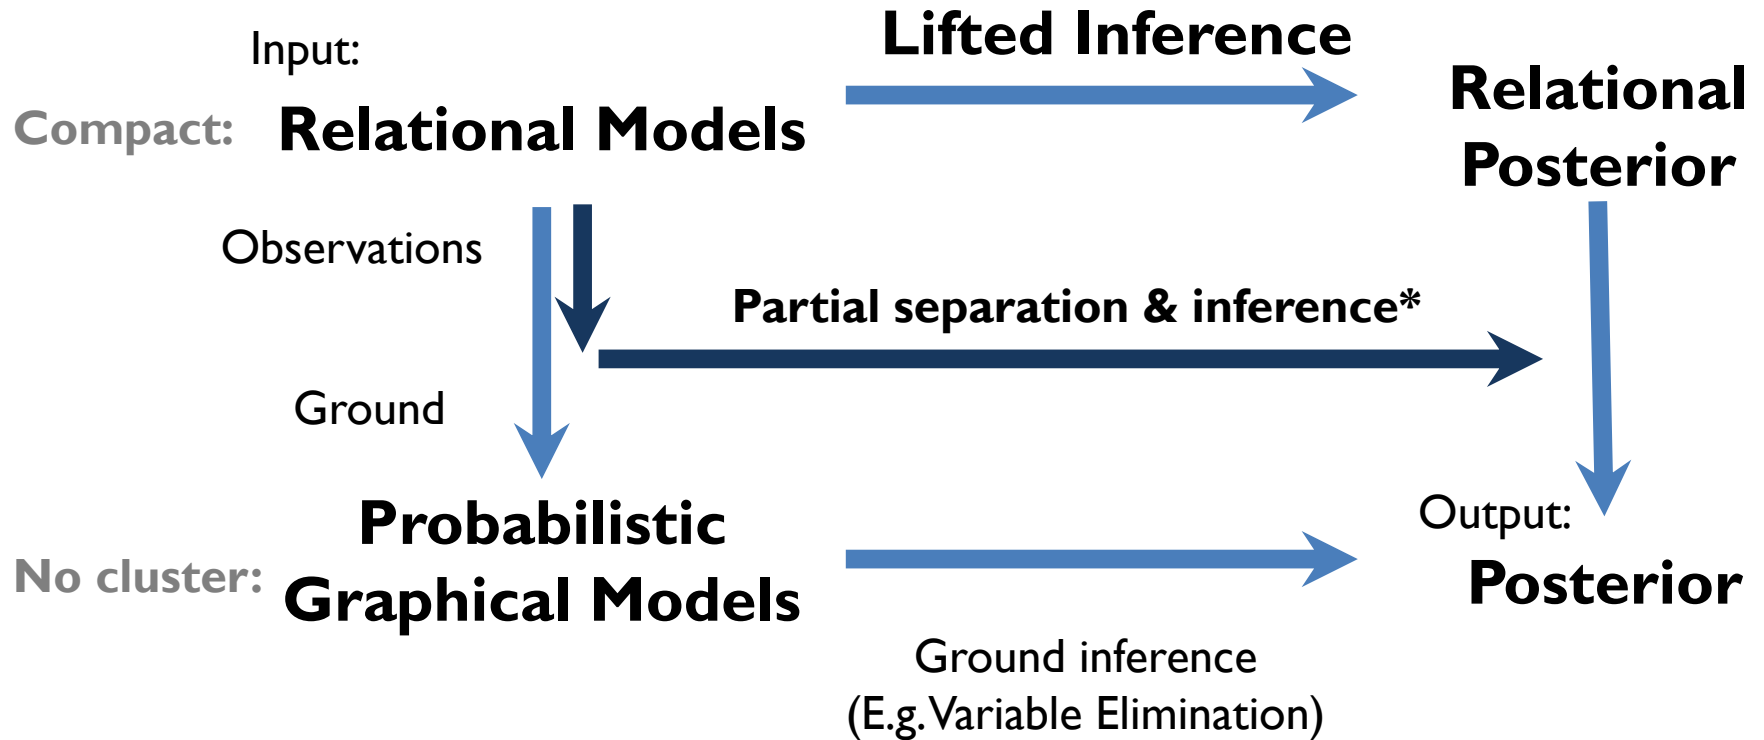 Input:
Lifted Inference
Compact:
Relational Models
Relational
Posterior
Observations
Partial separation & inference*
Ground
Probabilistic
Graphical Models
No cluster:
Output:
Posterior
Ground inference
(E.g. Variable Elimination)